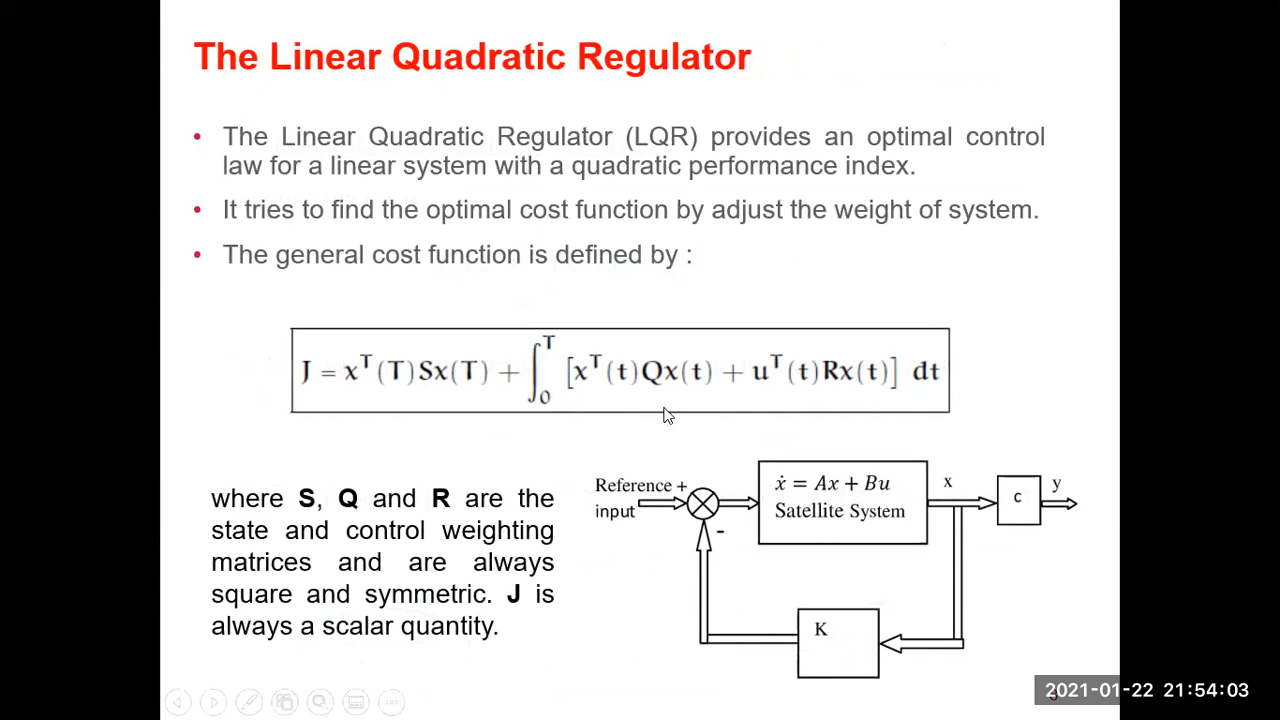 The Linear Quadratic Regulator
• The Linear Quadratic Regulator (LQR) provides an optimal control
law for a linear system with a quadratic performance index.
• It tries to find the optimal cost function by adjust the weight of system.
• The general cost function is defined by :
J = xᵀ(T)Sx(T) + ∫₀ᵀ [xᵀ(t)Qx(t) + uᵀ(t)Rx(t)] dt
where S, Q and R are the
state and control weighting
matrices and are always
square and symmetric. J is
always a scalar quantity.
Reference +
input
-
ẋ = Ax + Bu
Satellite System
x
c
y
K
2021-01-22 21:54:03